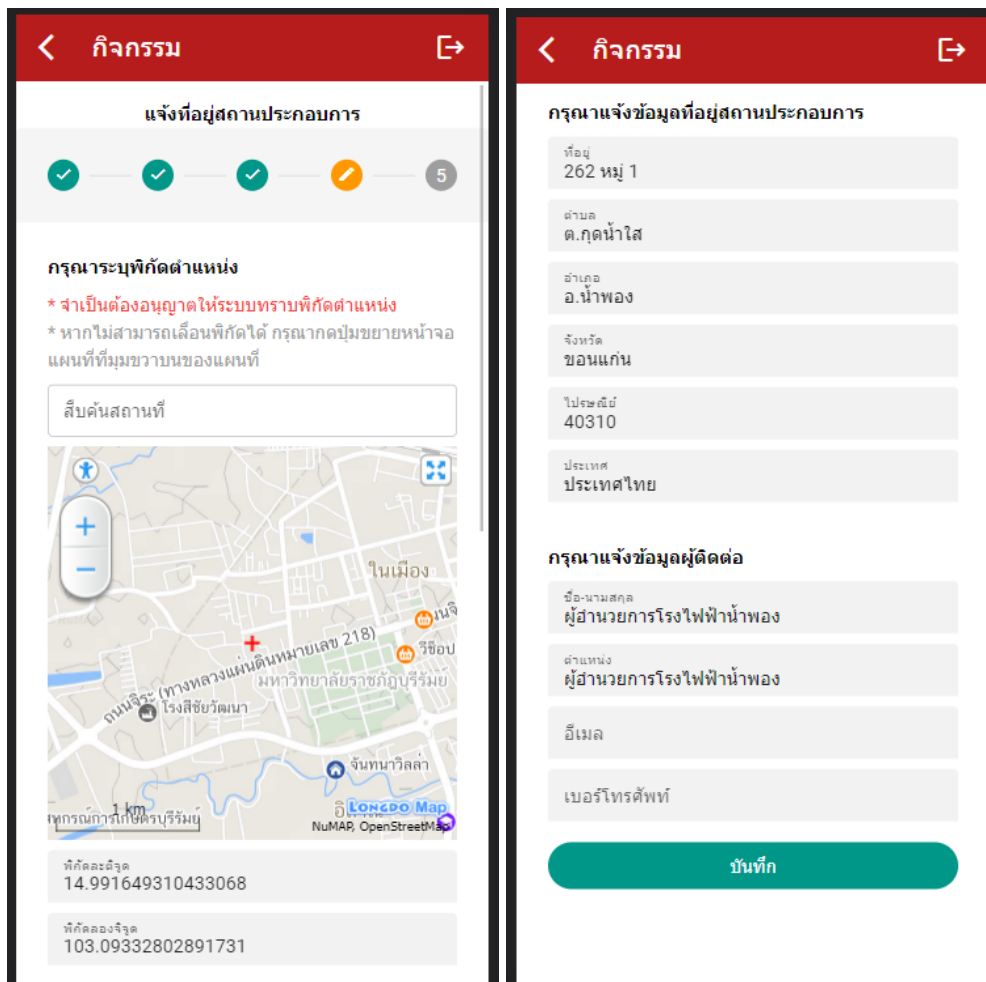 กิจกรรม
แจ้งที่อยู่สถานประกอบการ
5
กรุณาระบุพิกัดตำแหน่ง
* จำเป็นต้องอนุญาตให้ระบบทราบพิกัดตำแหน่ง
* หากไม่สามารถเลื่อนพิกัดได้ กรุณากดปุ่มขยายหน้าจอ
แผนที่ที่มุมขวาบนของแผนที่
สืบค้นสถานที่
ในเมือง
ถนนจิระ (ทางหลวงแผ่นดินหมายเลข 218)
วีช็อป
มหาวิทยาลัยราชภัฏบุรีรัมย์
โรงสีชัยวัฒนา
จันทนาวิลล่า
1 km
LONGDO Map
NuMAP, OpenStreetMap
พิกัดละติจูด
14.991649310433068
พิกัดลองจิจูด
103.09332802891731
กิจกรรม
กรุณาแจ้งข้อมูลที่อยู่สถานประกอบการ
ที่อยู่
262 หมู่ 1
ตำบล
ต.กุดน้ำใส
อำเภอ
อ.น้ำพอง
จังหวัด
ขอนแก่น
ไปรษณีย์
40310
ประเทศ
ประเทศไทย
กรุณาแจ้งข้อมูลผู้ติดต่อ
ชื่อ-นามสกุล
ผู้อำนวยการโรงไฟฟ้าน้ำพอง
ตำแหน่ง
ผู้อำนวยการโรงไฟฟ้าน้ำพอง
อีเมล
เบอร์โทรศัพท์
บันทึก